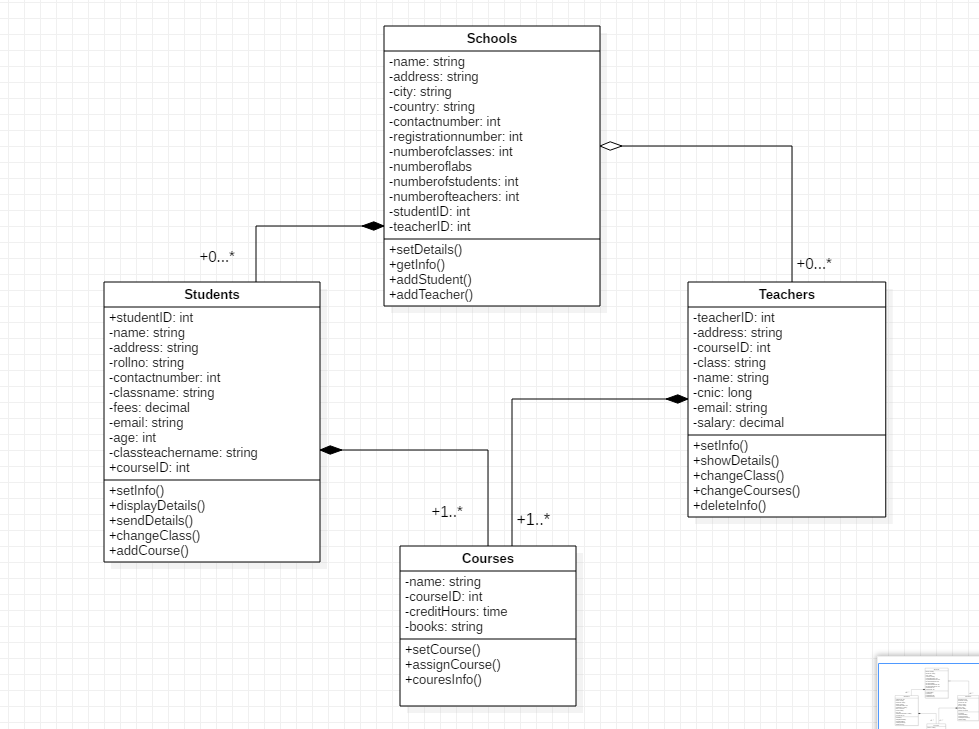 Schools
-name: string
-address: string
-city: string
-country: string
-contactnumber: int
-registrationnumber: int
-numberofclasses: int
-numberoflabs
-numberofstudents: int
-numberofteachers: int
-studentID: int
-teacherID: int
+setDetails()
+getInfo()
+addStudent()
+addTeacher()
+0...*
+0...*
Students
+studentID: int
-name: string
-address: string
-rollno: string
-contactnumber: int
-classname: string
-fees: decimal
-email: string
-age: int
-classteachername: string
+courseID: int
+setInfo()
+displayDetails()
+sendDetails()
+changeClass()
+addCourse()
Teachers
-teacherID: int
-address: string
-courseID: int
-class: string
-name: string
-cnic: long
-email: string
-salary: decimal
+setInfo()
+showDetails()
+changeClass()
+changeCourses()
+deleteInfo()
+1..*
+1..*
Courses
-name: string
-courseID: int
-creditHours: time
-books: string
+setCourse()
+assignCourse()
+couresInfo()